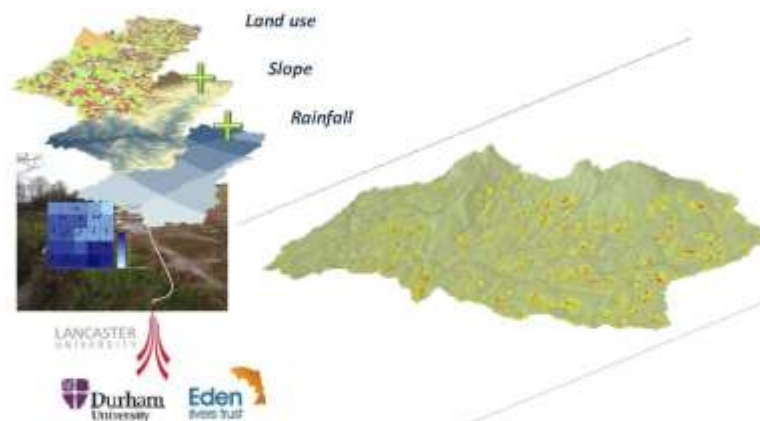 Land use
Slope
Rainfall
LANCASTER
UNIVERSITY
Durham
University
Eden
rivers trust